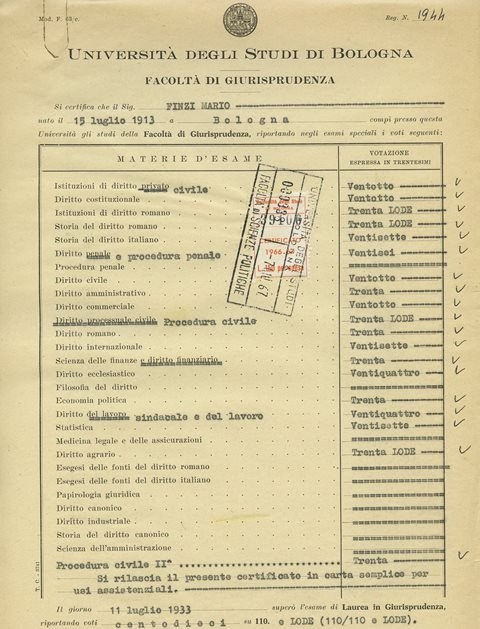 Mod. F. 63/c.
Reg. N. 1944
UNIVERSITÀ DEGLI STUDI DI BOLOGNA
FACOLTÀ DI GIURISPRUDENZA
Si certifica che il Sig. FINZI MARIO
nato il 15 luglio 1913 a Bologna compì presso questa
Università gli studi della Facoltà di Giurisprudenza, riportando negli esami speciali i voti seguenti:
MATERIE D'ESAME VOTAZIONE
ESPRESSA IN TRENTESIMI
Istituzioni di diritto privato civile Ventotto
Diritto costituzionale Ventotto
Istituzioni di diritto romano Trenta LODE
Storia del diritto romano Trenta LODE
Storia del diritto italiano Ventisette
Diritto penale e procedura penale Ventisei
Procedura penale
Diritto civile Ventotto
Diritto amministrativo Trenta
Diritto commerciale Ventotto
Diritto processuale civile Procedura civile Trenta LODE
Diritto romano Trenta
Diritto internazionale Ventisette
Scienza delle finanze e diritto finanziario Trenta
Diritto ecclesiastico Ventiquattro
Filosofia del diritto
Economia politica Trenta
Diritto del lavoro sindacale e del lavoro Ventiquattro
Statistica Ventisette
Medicina legale e delle assicurazioni
Diritto agrario Trenta LODE
Esegesi delle fonti del diritto romano
Esegesi delle fonti del diritto italiano
Papirologia giuridica
Diritto canonico
Diritto industriale
Storia del diritto canonico
Scienza dell'amministrazione
Procedura civile IIª Trenta
Si rilascia il presente certificato in carta semplice per
usi assistenziali.
Il giorno 11 luglio 1933 superò l'esame di Laurea in Giurisprudenza,
riportando voti centodieci su 110. e LODE (110/110 e LODE).
UNIVERSITÀ DEGLI STUDI
FACOLTÀ DI SCIENZE POLITICHE
67
1966